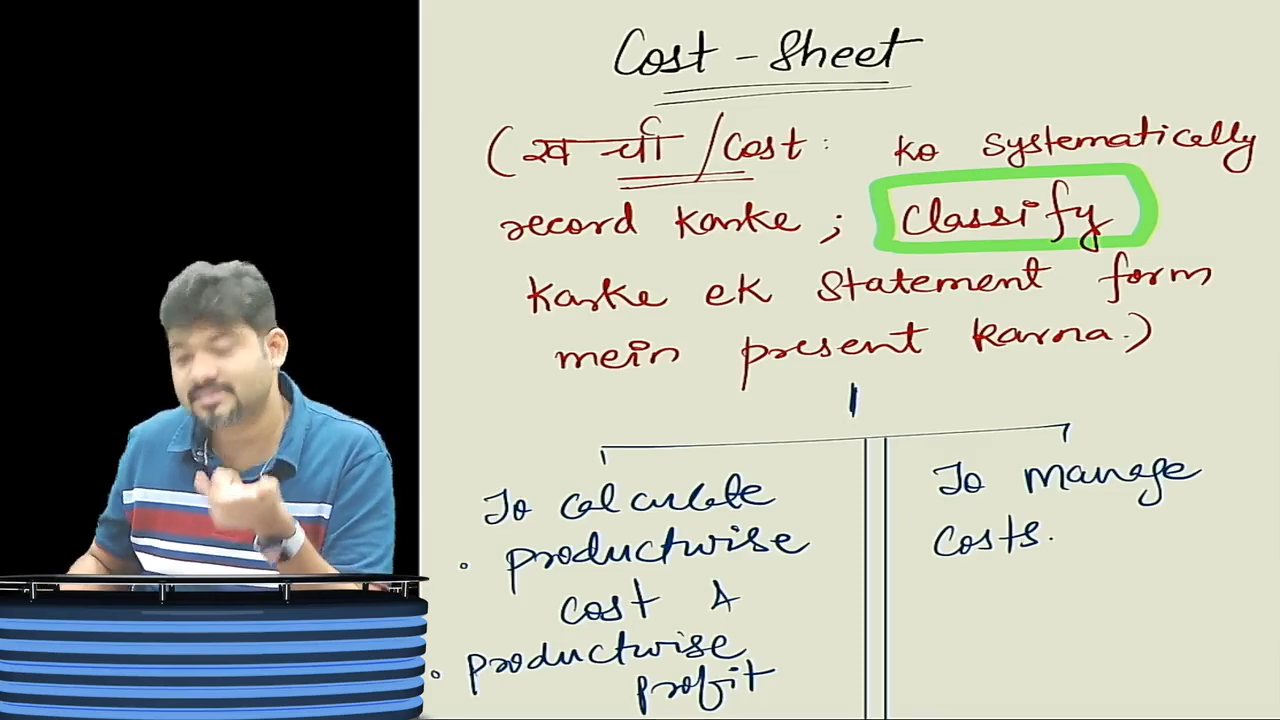 Cost - Sheet
(खर्चा / Cost : ko systematically
record karke ; Classify
karke ek statement form
mein present karna.)
To calculate
• productwise
cost &
• productwise
profit
To manage
costs.